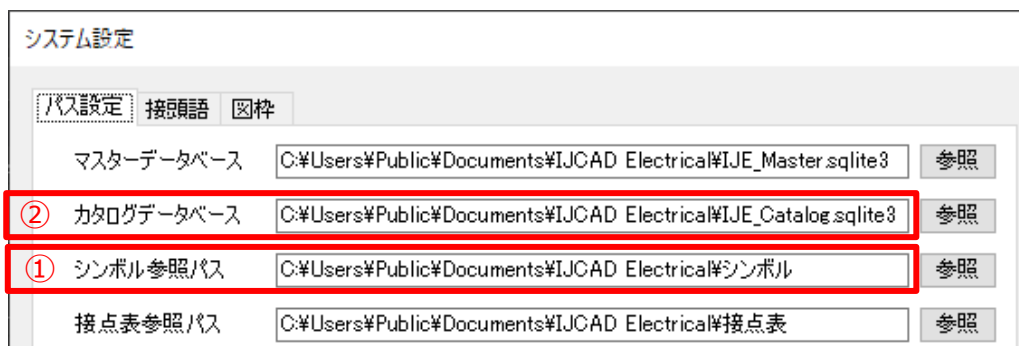 システム設定
パス設定 接頭語 図枠
マスターデータベース C:¥Users¥Public¥Documents¥IJCAD Electrical¥IJE_Master.sqlite3 参照
② カタログデータベース C:¥Users¥Public¥Documents¥IJCAD Electrical¥IJE_Catalog.sqlite3 参照
① シンボル参照パス C:¥Users¥Public¥Documents¥IJCAD Electrical¥シンボル 参照
接点表参照パス C:¥Users¥Public¥Documents¥IJCAD Electrical¥接点表 参照